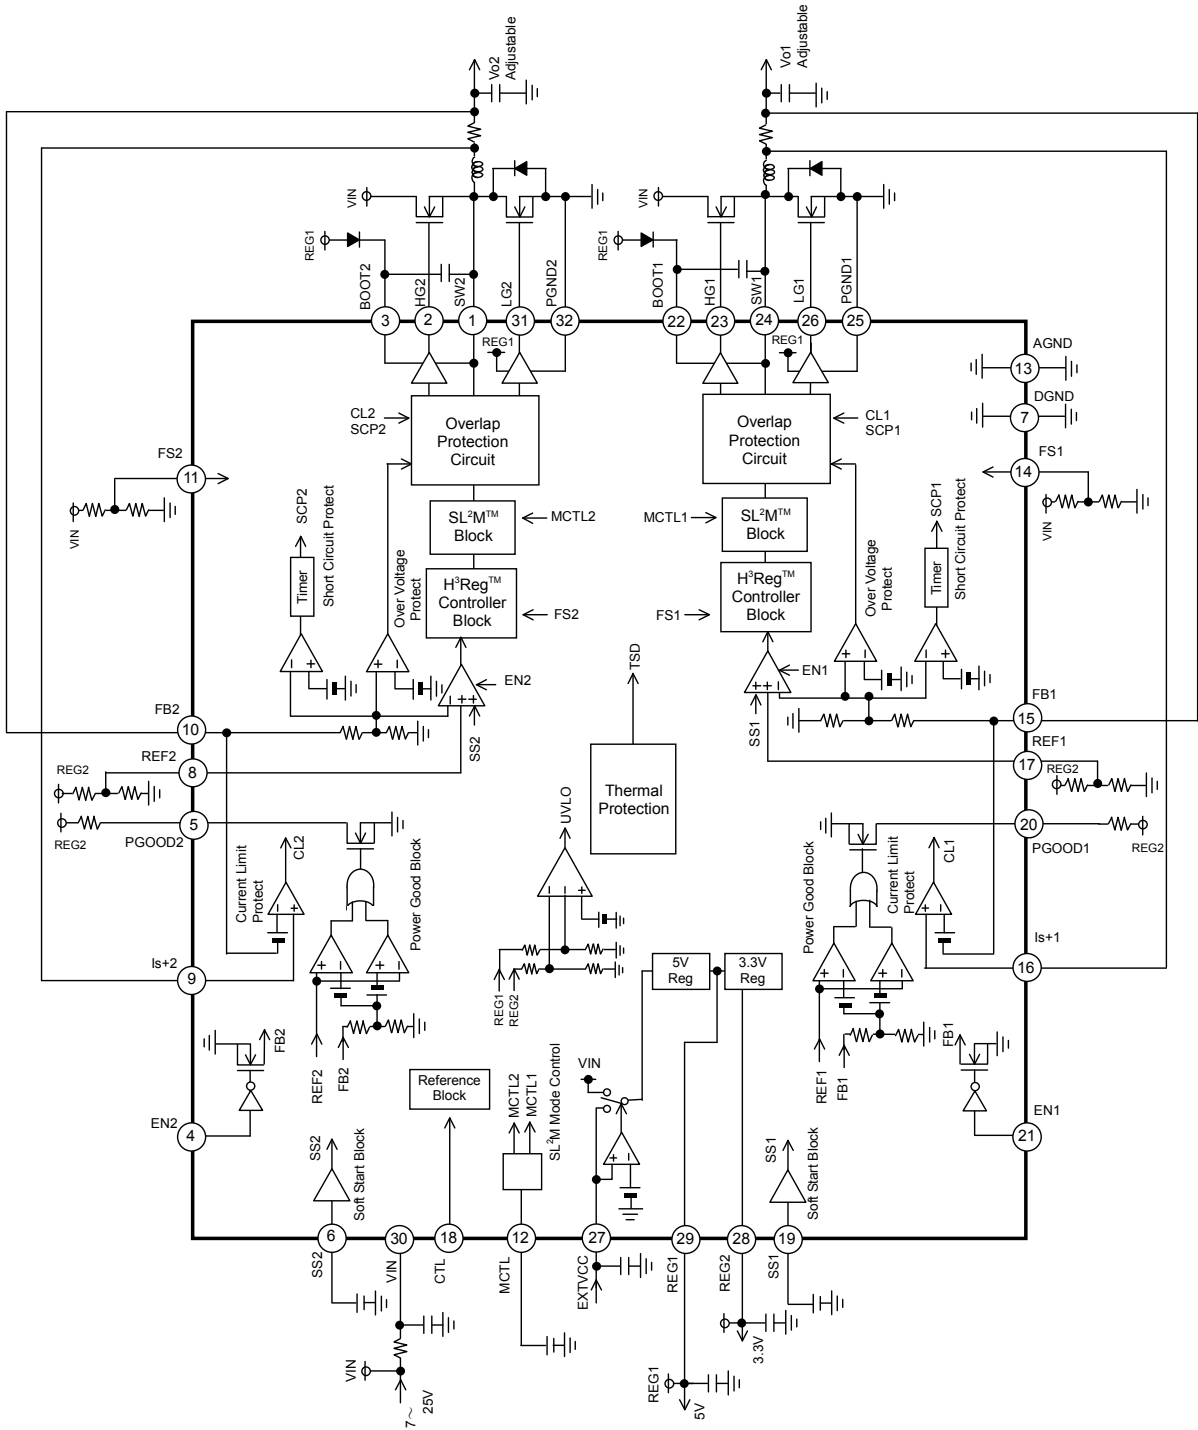 Vo2
Adjustable
Vo1
Adjustable
VIN
VIN
REG1
REG1
BOOT2
HG2
SW2
LG2
PGND2
BOOT1
HG1
SW1
LG1
PGND1
3
2
1
31
32
22
23
24
26
25
REG1
REG1
AGND
13
DGND
7
FS1
14
VIN
CL2
SCP2
Overlap
Protection
Circuit
Overlap
Protection
Circuit
CL1
SCP1
FS2
11
VIN
SCP2
Timer
Short Circuit Protect
Over Voltage
Protect
SL²M™
Block
MCTL2
MCTL1
SL²M™
Block
SCP1
Timer
Short Circuit Protect
Over Voltage
Protect
H³Reg™
Controller
Block
FS2
FS1
H³Reg™
Controller
Block
EN2
TSD
EN1
SS2
SS1
FB2
10
FB1
15
REF2
8
REG2
REF1
17
REG2
Thermal
Protection
5
PGOOD2
REG2
20
PGOOD1
REG2
UVLO
CL2
Current Limit
Protect
Power Good Block
Power Good Block
Current Limit
Protect
CL1
Is+2
9
Is+1
16
5V
Reg
3.3V
Reg
REG1
REG2
FB2
REF2
FB2
REF1
FB1
FB1
Reference
Block
MCTL2
MCTL1
SL²M Mode Control
VIN
EN2
4
EN1
21
SS2
Soft Start Block
SS1
Soft Start Block
6
30
18
12
27
29
28
19
SS2
VIN
CTL
MCTL
EXTVCC
REG1
REG2
SS1
VIN
7～
25V
REG1
5V
3.3V